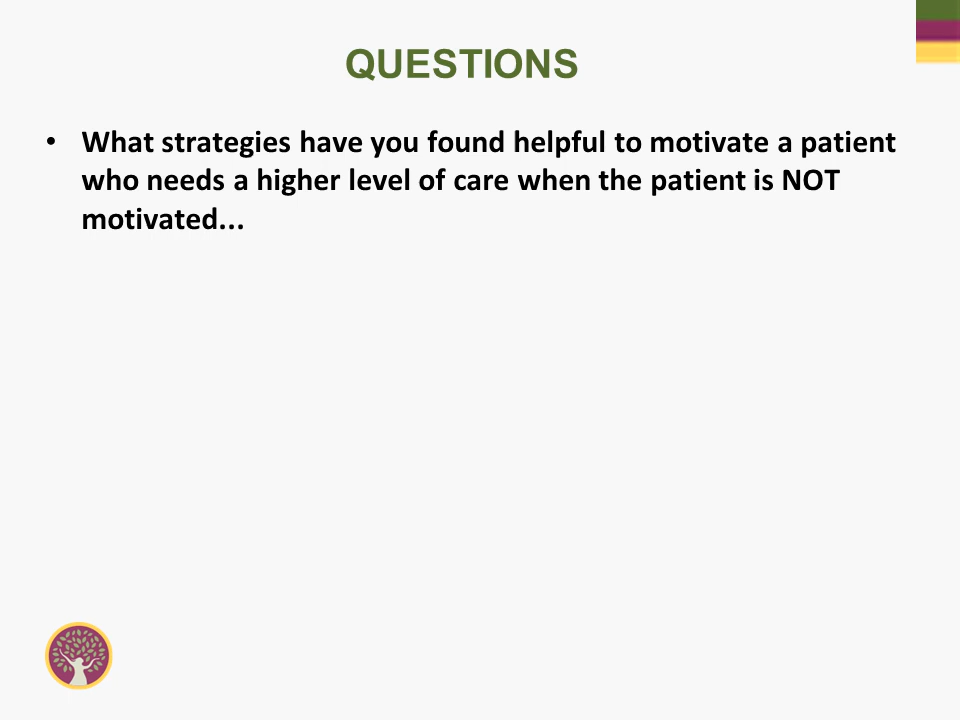 QUESTIONS
• What strategies have you found helpful to motivate a patient
who needs a higher level of care when the patient is NOT
motivated...